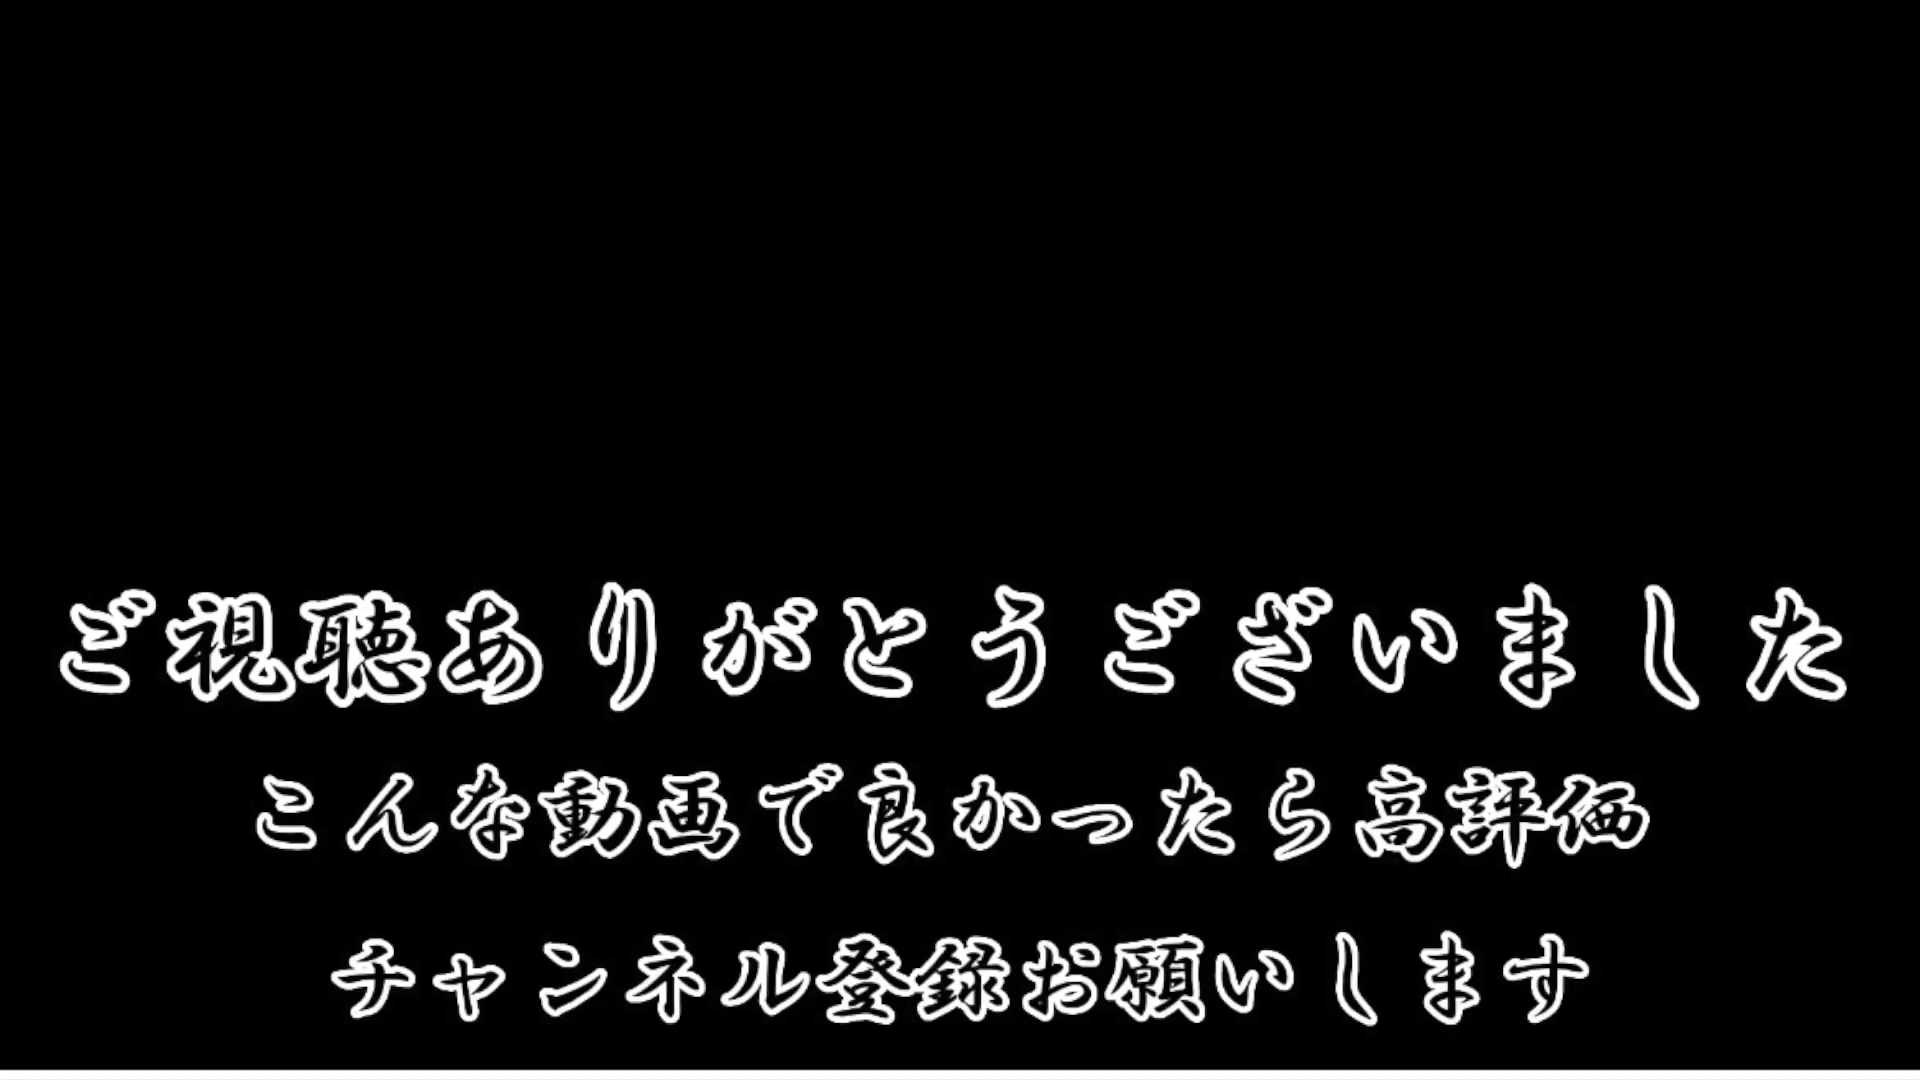 ご視聴ありがとうございました
こんな動画で良かったら高評価
チャンネル登録お願いします